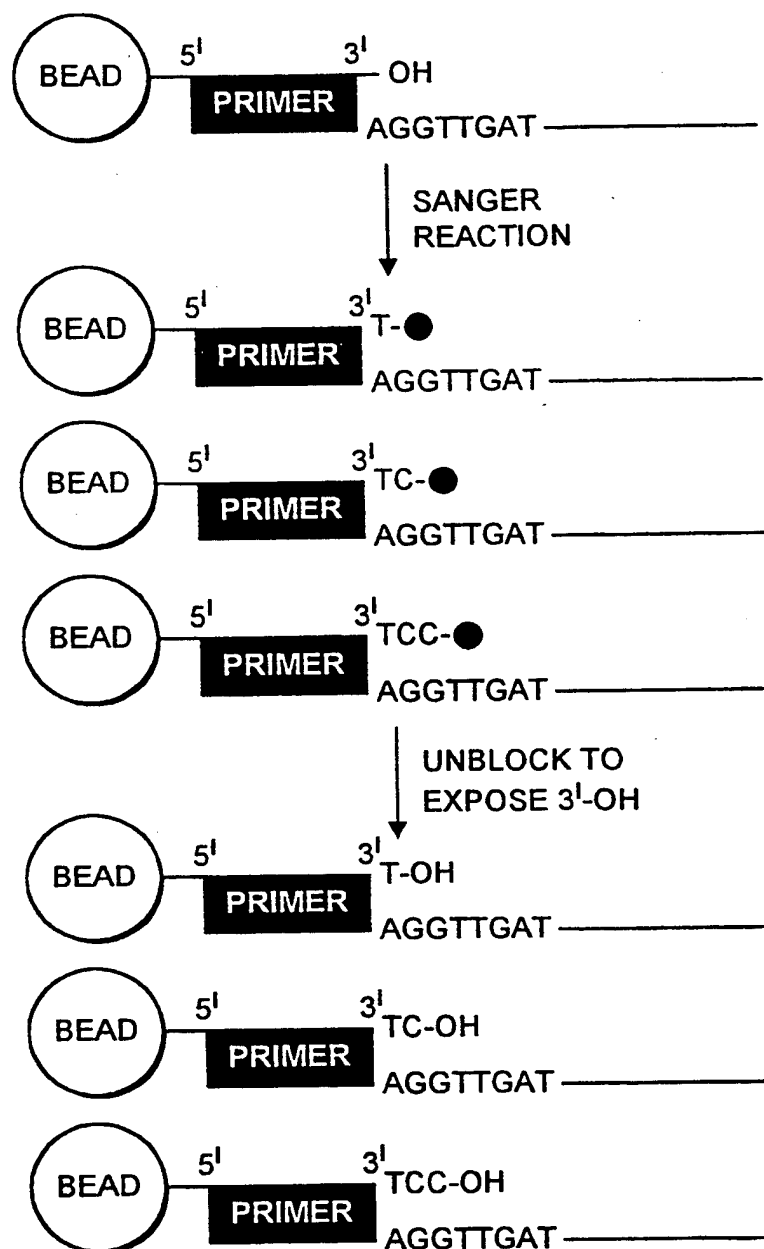 5' 3'
BEAD OH
PRIMER
AGGTTGAT
SANGER
REACTION
5' 3'
BEAD T-●
PRIMER
AGGTTGAT
5' 3'
BEAD TC-●
PRIMER
AGGTTGAT
5' 3'
BEAD TCC-●
PRIMER
AGGTTGAT
UNBLOCK TO
EXPOSE 3'-OH
5' 3'
BEAD T-OH
PRIMER
AGGTTGAT
5' 3'
BEAD TC-OH
PRIMER
AGGTTGAT
5' 3'
BEAD TCC-OH
PRIMER
AGGTTGAT